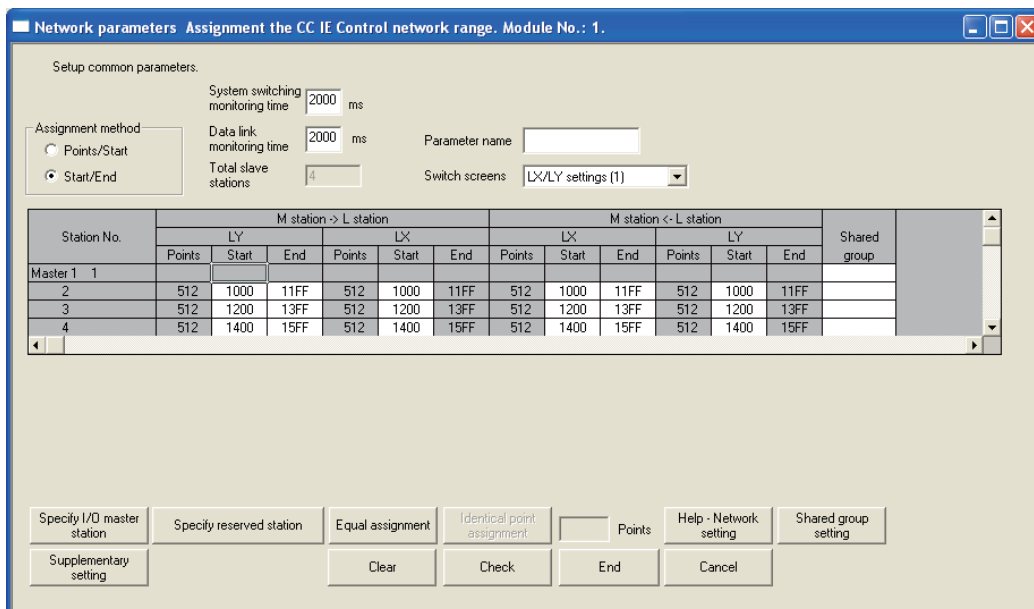 Network parameters Assignment the CC IE Control network range. Module No.: 1.
Setup common parameters.
System switching monitoring time 2000 ms
Assignment method
Points/Start
Start/End
Data link monitoring time 2000 ms
Parameter name
Total slave stations 4
Switch screens LX/LY settings (1)
Station No. M station -> L station M station <- L station Shared group
LY LX LX LY
Points Start End Points Start End Points Start End Points Start End
Master 1 1
2 512 1000 11FF 512 1000 11FF 512 1000 11FF 512 1000 11FF
3 512 1200 13FF 512 1200 13FF 512 1200 13FF 512 1200 13FF
4 512 1400 15FF 512 1400 15FF 512 1400 15FF 512 1400 15FF
Specify I/O master station Specify reserved station Equal assignment Identical point assignment Points Help - Network setting Shared group setting
Supplementary setting Clear Check End Cancel